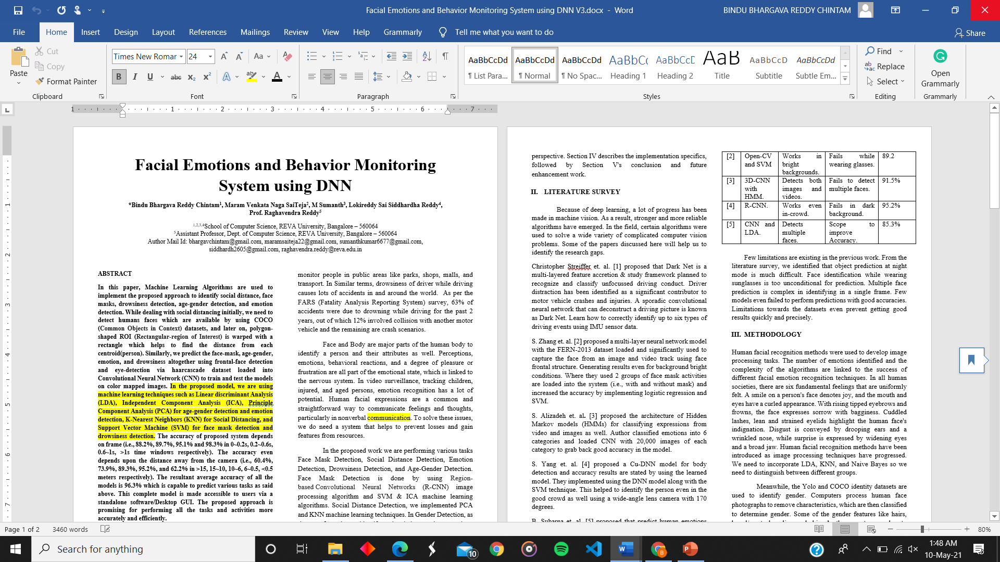 Facial Emotions and Behavior Monitoring System using DNN V3.docx - Word
BINDU BHARGAVA REDDY CHINTAM
File Home Insert Design Layout References Mailings Review View Help Grammarly Tell me what you want to do
Share
Paste
Cut
Copy
Format Painter
Clipboard
Times New Romar 24
Font
Paragraph
AaBbCcDd
¶ List Para...
AaBbCcDd
¶ Normal
AaBbCcDd
¶ No Spac...
AaBbCc
Heading 1
AaBbCcE
Heading 2
AaB
Title
AaBbCcD
Subtitle
AaBbCcDd
Subtle Em...
Styles
Find
Replace
Select
Editing
Open
Grammarly
Grammarly
1 1 2 3 4 5 6 7
Facial Emotions and Behavior Monitoring
System using DNN
*Bindu Bhargava Reddy Chintam1, Maram Venkata Naga SaiTeja2, M Sumanth3, Lokireddy Sai Siddhardha Reddy4,
Prof. Raghavendra Reddy5
1,2,3,4School of Computer Science, REVA University, Bangalore – 560064
5Assistant Professor, Dept. of Computer Science, REVA University, Bangalore – 560064
Author Mail Id: bhargavchintam@gmail.com, maramsaiteja22@gmail.com, sumanthkumar6677@gmail.com,
siddhardh2605@gmail.com, raghavendra.reddy@reva.edu.in
ABSTRACT
In this paper, Machine Learning Algorithms are used to
implement the proposed approach to identify social distance, face
masks, drowsiness detection, age-gender detection, and emotion
detection. While dealing with social distancing initially, we need to
detect humans faces which are available by using COCO
(Common Objects in Context) datasets, and later on, polygon-
shaped ROI (Rectangular-region of Interest) is warped with a
rectangle which helps to find the distance from each
centroid(person). Similarly, we predict the face-mask, age-gender,
emotion, and drowsiness altogether using frontal-face detection
and eye-detection via haarcascade dataset loaded into
Convolutional Neural Network (CNN) to train and test the models
on color mapped images. In the proposed model, we are using
machine learning techniques such as Linear discriminant Analysis
(LDA), Independent Component Analysis (ICA), Principle
Component Analysis (PCA) for age-gender detection and emotion
detection, K-Nearest Neighbors (KNN) for Social Distancing, and
Support Vector Machine (SVM) for face mask detection and
drowsiness detection. The accuracy of proposed system depends
on frame (i.e., 88.2%, 89.7%, 95.1% and 98.3% in 0~0.2s, 0.2~0.6s,
0.6~1s, >1s time windows respectively). The accuracy even
depends upon the distance away from the camera (i.e., 60.4%,
73.9%, 89.3%, 95.2%, and 62.2% in >15, 15~10, 10~6, 6~0.5, <0.5
meters respectively). The resultant average accuracy of all the
models is 96.3% which is capable to predict various tasks as said
above. This complete model is made accessible to users via a
standalone software/Desktop GUI. The proposed approach is
promising for performing all the tasks and activities more
accurately and efficiently.
monitor people in public areas like parks, shops, malls, and
transport. In Similar terms, drowsiness of driver while driving
causes lots of accidents in and around the world. As per the
FARS (Fatality Analysis Reporting System) survey, 63% of
accidents were due to drowning while driving for the past 2
years, out of which 12% involved collision with another motor
vehicle and the remaining are crash scenarios.
Face and Body are major parts of the human body to
identify a person and their attributes as well. Perceptions,
emotions, behavioral reactions, and a degree of pleasure or
frustration are all part of the emotional state, which is linked to
the nervous system. In video surveillance, tracking children,
injured, and aged persons, emotion recognition has a lot of
potential. Human facial expressions are a common and
straightforward way to communicate feelings and thoughts,
particularly in nonverbal communication. To solve these issues,
we do need a system that helps to prevent losses and gain
features from resources.
In the proposed work we are performing various tasks
Face Mask Detection, Social Distance Detection, Emotion
Detection, Drowsiness Detection, and Age-Gender Detection.
Face Mask Detection is done by using Region-
based Convolutional Neural Networks (R-CNN) image
processing algorithm and SVM & ICA machine learning
algorithms. Social Distance Detection, we implemented PCA
and KNN machine learning techniques. In Gender Detection, as
perspective. Section IV describes the implementation specifics,
followed by Section V's conclusion and future
enhancement work.
II. LITERATURE SURVEY
Because of deep learning, a lot of progress has been
made in machine vision. As a result, stronger and more reliable
algorithms have emerged. In the field, certain algorithms were
used to solve a wide variety of complicated computer vision
problems. Some of the papers discussed here will help us to
identify the research gaps.
Christopher Streiffer et. al. [1] proposed that Dark Net is a
multi-layered feature accretion & study framework planned to
recognize and classify unfocussed driving conduct. Driver
distraction has been identified as a significant contributor to
motor vehicle crashes and injuries. A sporadic convolutional
neural network that can deconstruct a driving picture is known
as Dark Net. Learn how to correctly identify up to six types of
driving events using IMU sensor data.
S. Zhang et. al. [2] proposed a multi-layer neural network model
with the FERN-2013 dataset loaded and significantly used to
capture the face from an image and video track using face
frontal structure. Generating results even for background bright
conditions. Where they used 2 groups of face mask activities
are loaded into the system (i.e., with and without mask) and
increased the accuracy by implementing logistic regression and
SVM.
S. Alizadeh et. al. [3] proposed the architecture of Hidden
Markov models (HMMs) for classifying expressions from
video and images as well. Author classified emotions into 6
categories and loaded CNN with 20,000 images of each
category to grab back good accuracy in the model.
S. Yang et. al. [4] proposed a Cu-DNN model for body
detection and accuracy results are stated by using the learned
model. They implemented using the DNN model along with the
SVM technique. This helped to identify the person even in the
good crowd as well using a wide-angle lens camera with 170
degrees.
B. Subarna et. al. [5] proposed that predict human emotions
[2] Open-CV and SVM Works in bright backgrounds. Fails while wearing glasses. 89.2
[3] 3D-CNN with HMM. Detects both images and videos. Fails to detect multiple faces. 91.5%
[4] R-CNN. Works even in-crowd. Fails in dark background. 95.2%
[5] CNN and LDA. Detects multiple faces. Scope to improve Accuracy. 85.3%
Few limitations are existing in the previous work. From the
literature survey, we identified that object prediction at night
mode is much difficult. Face identification while wearing
sunglasses is too unconditional for prediction. Multiple face
prediction is complex in identifying in a single frame. Few
models even failed to perform predictions with good accuracies.
Limitations towards the datasets even prevent getting good
results quickly and precisely.
III. METHODOLOGY
Human facial recognition methods were used to develop image
processing tasks. The number of emotions identified and the
complexity of the algorithms are linked to the success of
different facial emotion recognition techniques. In all human
societies, there are six fundamental feelings that are uniformly
felt. A smile on a person's face denotes joy, and the mouth and
eyes have a curled appearance. With rising tipped eyebrows and
frowns, the face expresses sorrow with bagginess. Cuddled
lashes, lean and strained eyelids highlight the human face's
indignation. Disgust is conveyed by drooping ears and a
wrinkled nose, while surprise is expressed by widening eyes
and a broad jaw. Human facial recognition methods have been
introduced as image processing techniques have progressed.
We need to incorporate LDA, KNN, and Naive Bayes so we
need to distinguish between different groups.
Meanwhile, the Yolo and COCO identity datasets are
used to identify gender. Computers process human face
photographs to remove characteristics, which are then classified
to determine gender. Some of the gender features like hairs,
Page 1 of 2 3460 words
80%
Search for anything
10
1:48 AM
10-May-21